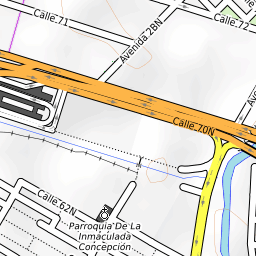 Calle 71
Calle 72
Avenida 2BN
Calle 70N
Calle 62N
Parroquia De La
Inmaculada
Concepción